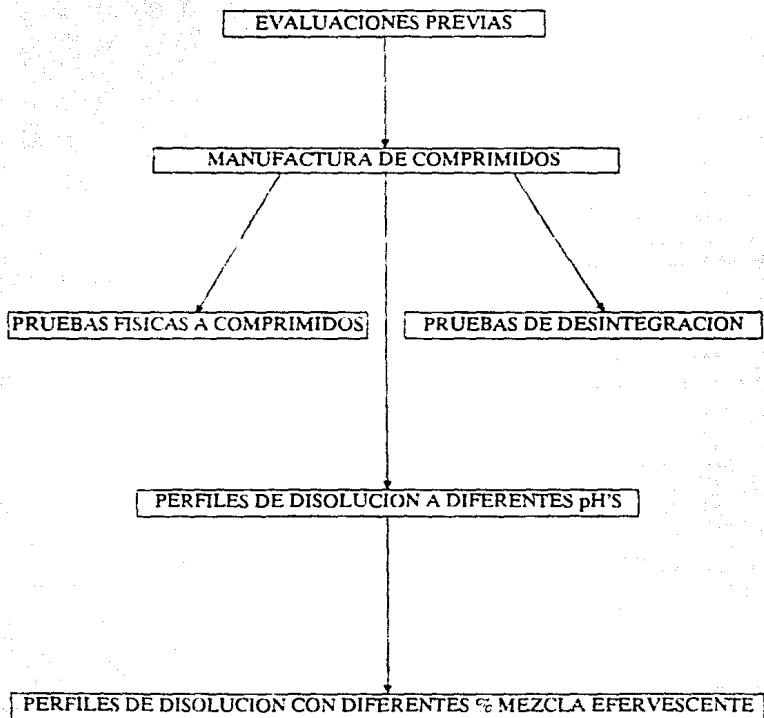 EVALUACIONES PREVIAS
MANUFACTURA DE COMPRIMIDOS
PRUEBAS FISICAS A COMPRIMIDOS
PRUEBAS DE DESINTEGRACION
PERFILES DE DISOLUCION A DIFERENTES pH'S
PERFILES DE DISOLUCION CON DIFERENTES % MEZCLA EFERVESCENTE